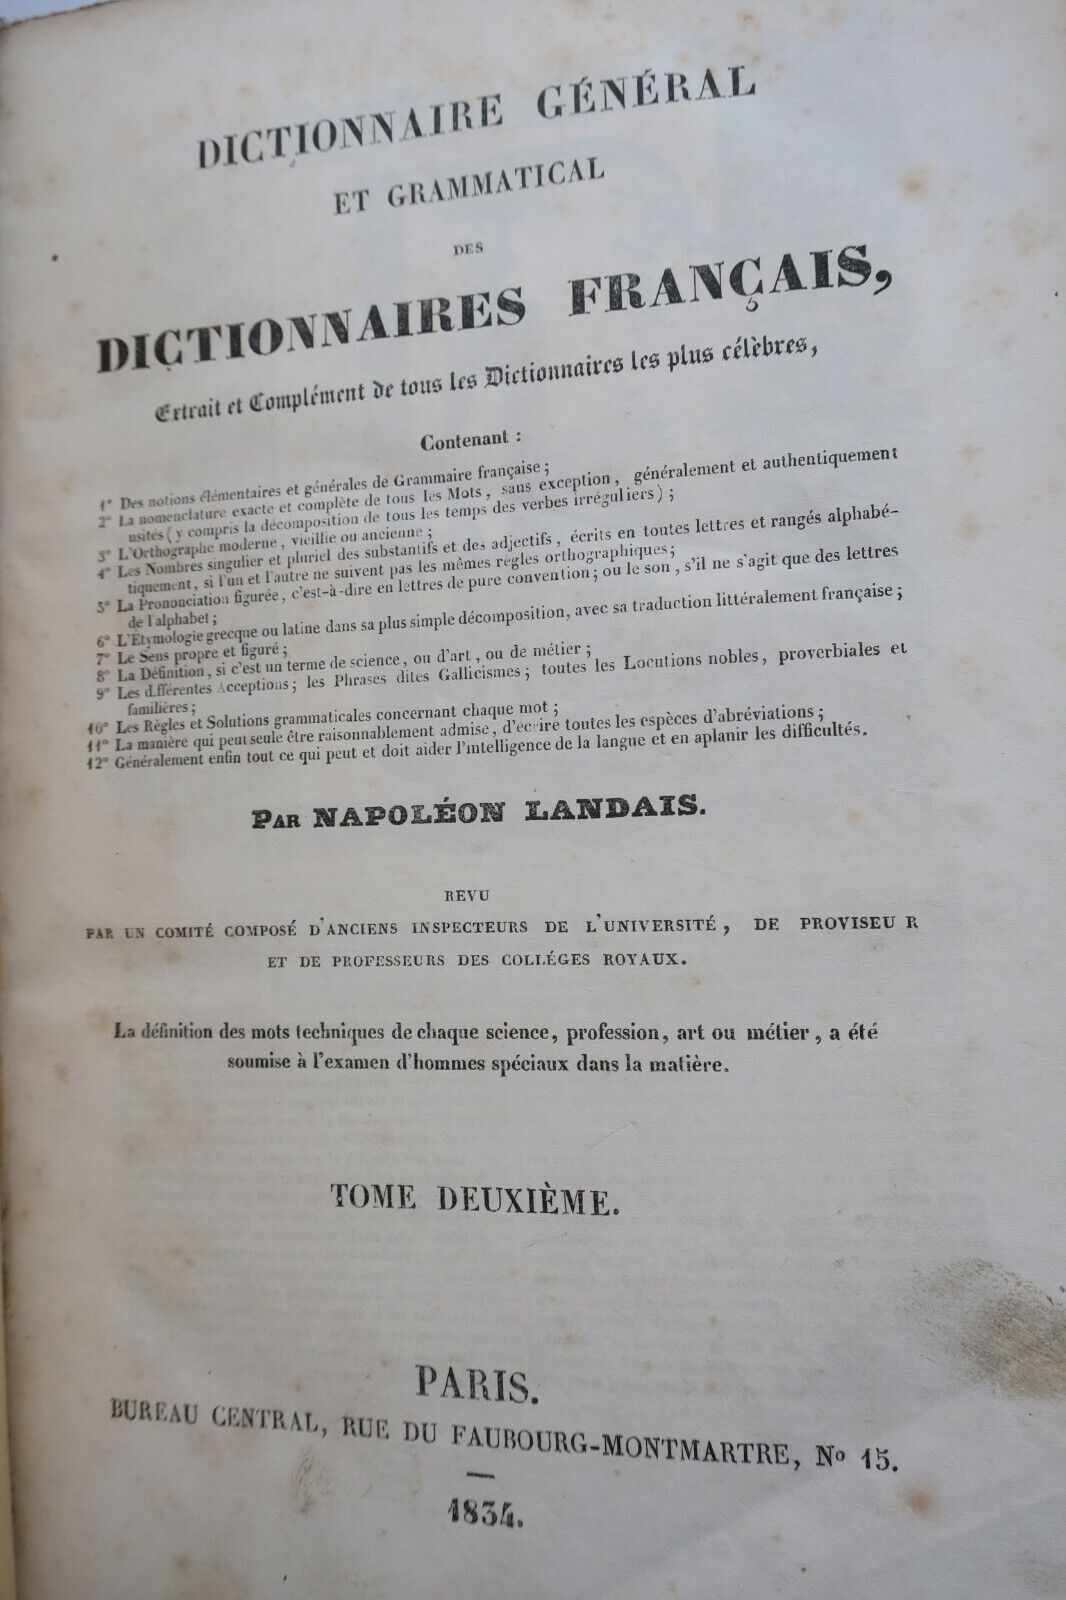 DICTIONNAIRE GÉNÉRAL
ET GRAMMATICAL
DES
DICTIONNAIRES FRANÇAIS,
Extrait et Complément de tous les Dictionnaires les plus célèbres,
Contenant :
1° Des notions élémentaires et générales de Grammaire française ;
2° La nomenclature exacte et complète de tous les Mots, sans exception, généralement et authentiquement
usités ( y compris la décomposition de tous les temps des verbes irréguliers ) ;
3° L'Orthographe moderne, vieillie ou ancienne ;
4° Les Nombres singulier et pluriel des substantifs et des adjectifs, écrits en toutes lettres et rangés alphabé-
tiquement, si l'un et l'autre ne suivent pas les mêmes règles orthographiques ;
5° La Prononciation figurée, c'est-à-dire en lettres de pure convention ; ou le son, s'il ne s'agit que des lettres
de l'alphabet ;
6° L'Étymologie grecque ou latine dans sa plus simple décomposition, avec sa traduction littéralement française ;
7° Le Sens propre et figuré ;
8° La Définition, si c'est un terme de science, ou d'art, ou de métier ;
9° Les différentes Acceptions ; les Phrases dites Gallicismes ; toutes les Locutions nobles, proverbiales et
familières ;
10° Les Règles et Solutions grammaticales concernant chaque mot ;
11° La manière qui peut seule être raisonnablement admise, d'écrire toutes les espèces d'abréviations ;
12° Généralement enfin tout ce qui peut et doit aider l'intelligence de la langue et en aplanir les difficultés.
PAR NAPOLÉON LANDAIS.
REVU
PAR UN COMITÉ COMPOSÉ D'ANCIENS INSPECTEURS DE L'UNIVERSITÉ, DE PROVISEU R
ET DE PROFESSEURS DES COLLÉGES ROYAUX.
La définition des mots techniques de chaque science, profession, art ou métier, a été
soumise à l'examen d'hommes spéciaux dans la matière.
TOME DEUXIÈME.
PARIS.
BUREAU CENTRAL, RUE DU FAUBOURG-MONTMARTRE, No 15.
1834.